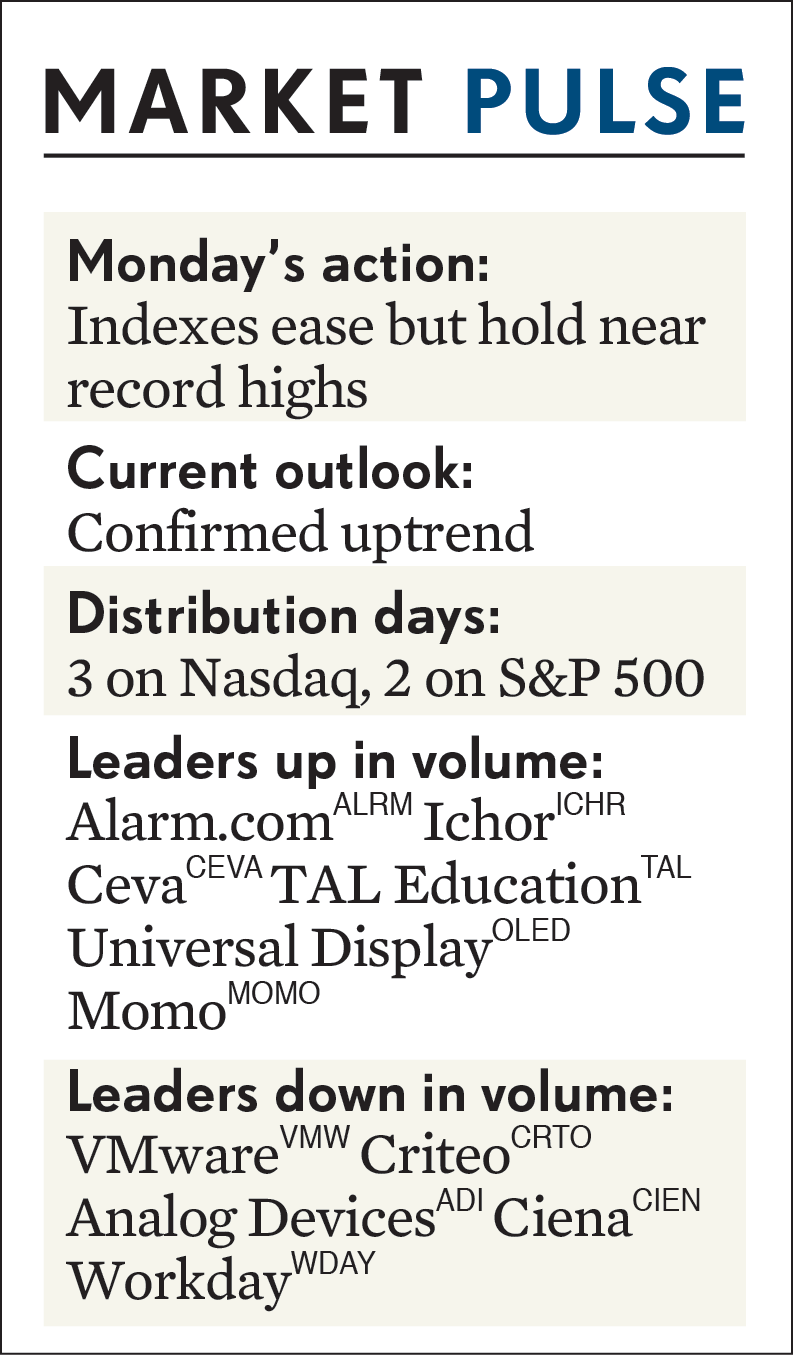 MARKET PULSE
Monday’s action:
Indexes ease but hold near
record highs
Current outlook:
Confirmed uptrend
Distribution days:
3 on Nasdaq, 2 on S&P 500
Leaders up in volume:
Alarm.com ALRM Ichor ICHR
Ceva CEVA TAL Education TAL
Universal Display OLED
Momo MOMO
Leaders down in volume:
VMware VMW Criteo CRTO
Analog Devices ADI Ciena CIEN
Workday WDAY